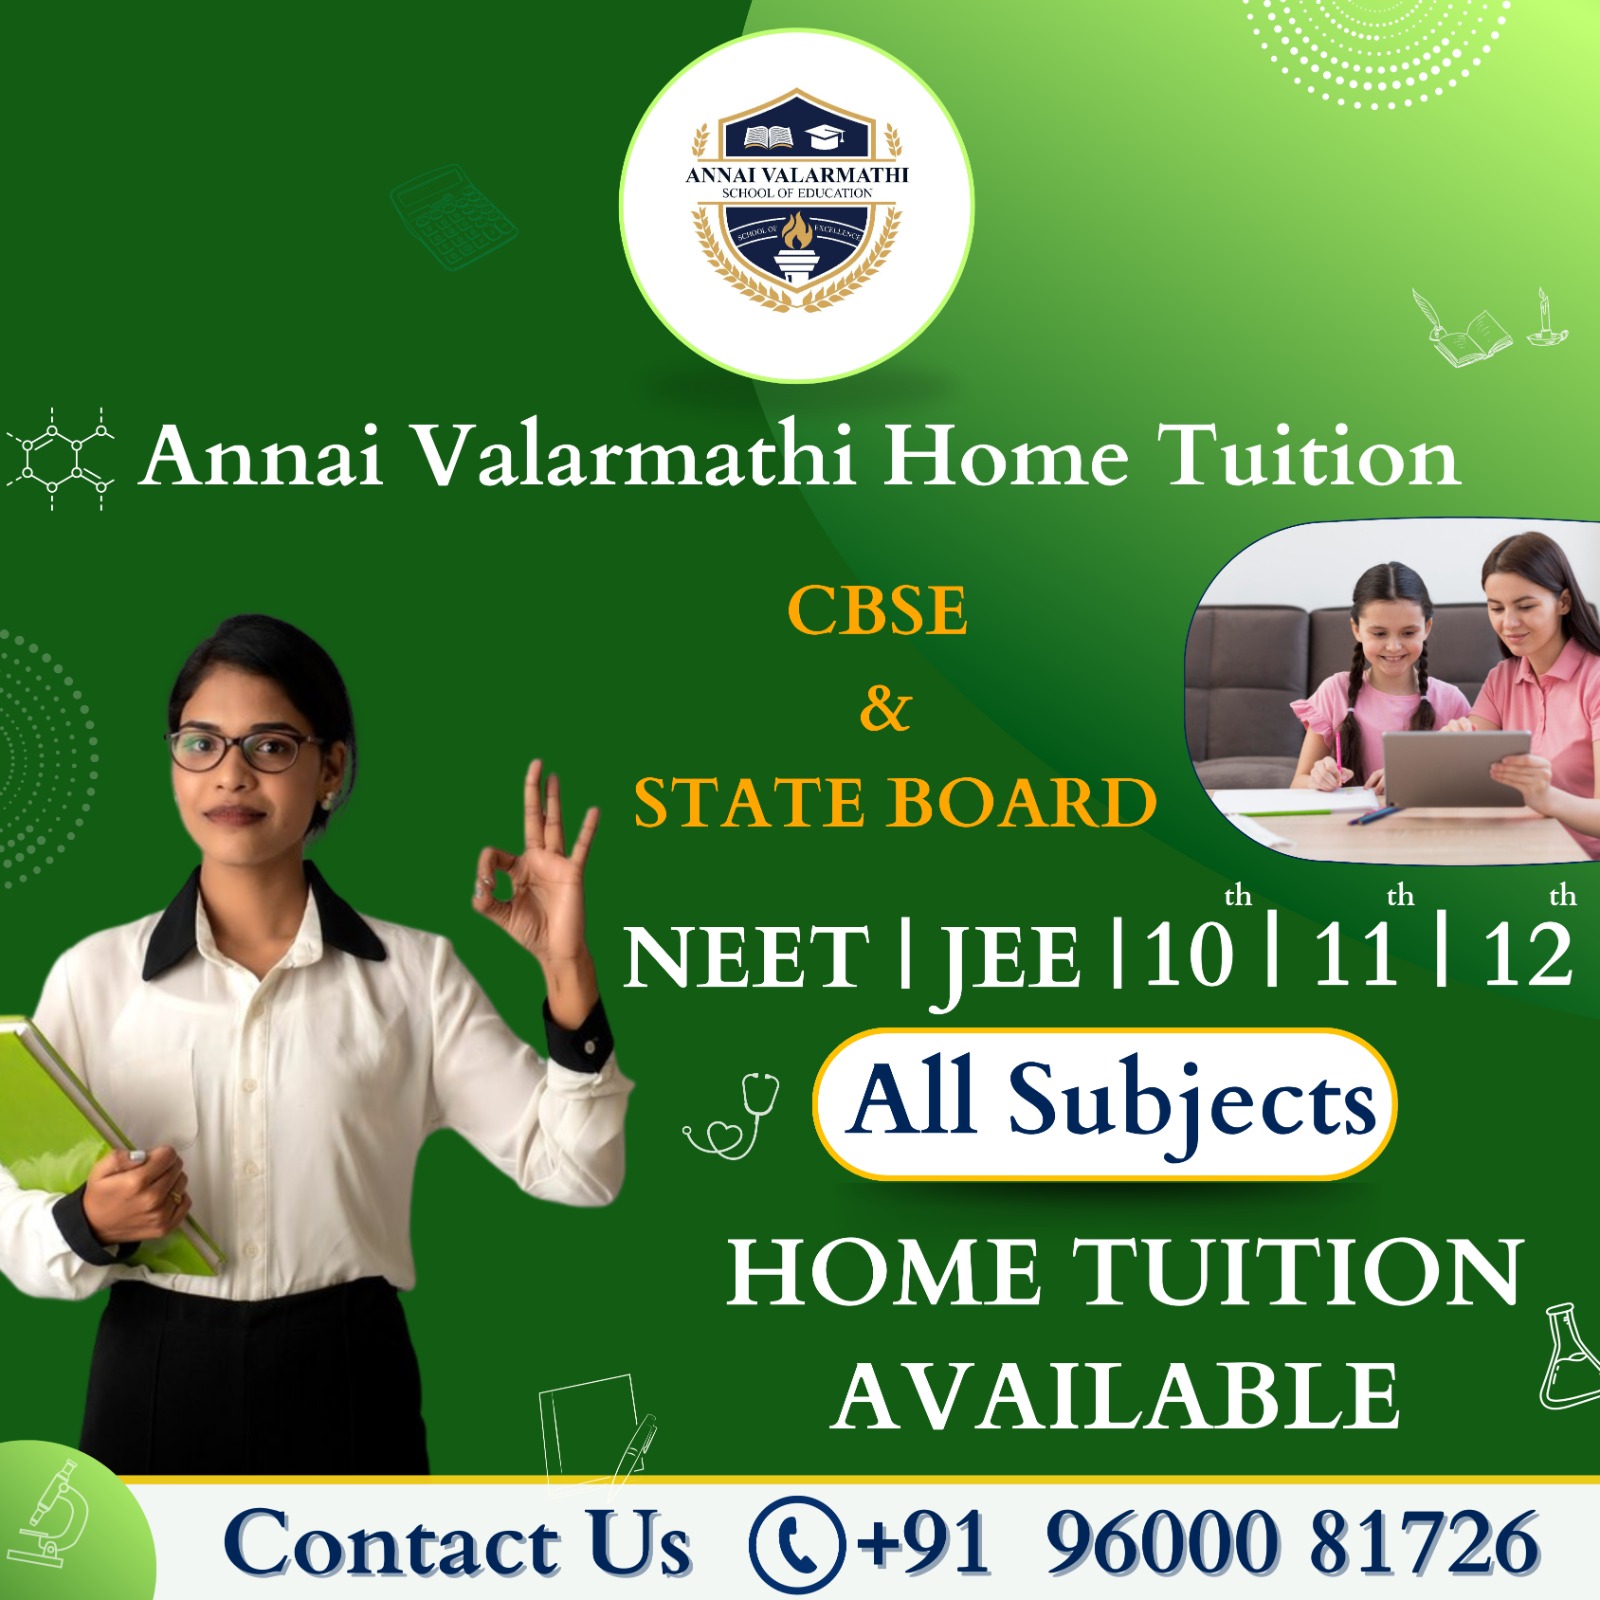 ANNAI VALARMATHI
SCHOOL OF EDUCATION
SCHOOL OF EXCELLENCE
Annai Valarmathi Home Tuition
CBSE
&
STATE BOARD
NEET | JEE | 10th | 11th | 12th
All Subjects
HOME TUITION
AVAILABLE
Contact Us +91 96000 81726